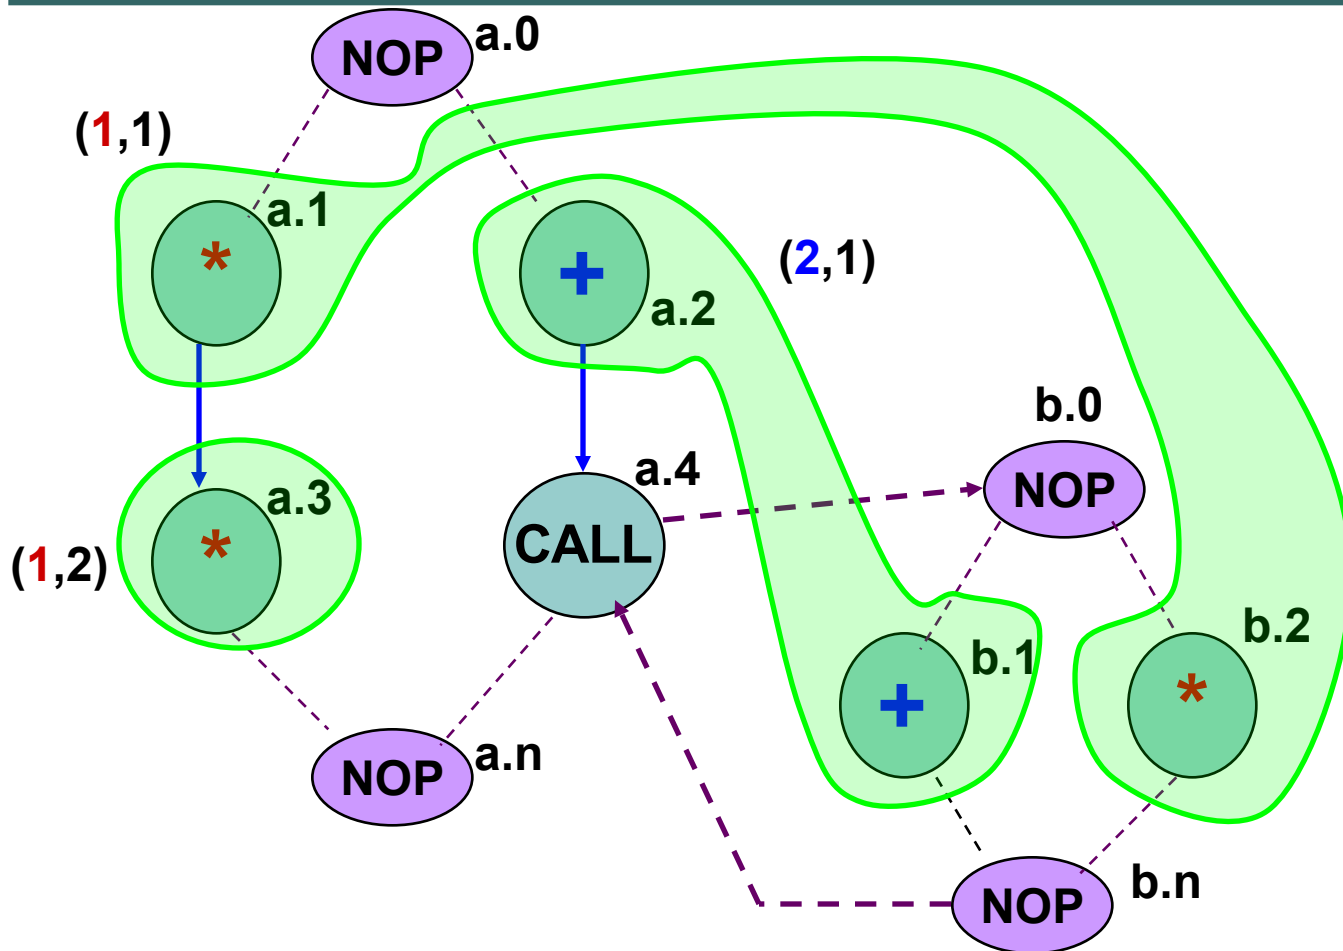 NOP a.0
(1,1)
a.1
*
+
(2,1)
a.2
b.0
a.4
NOP
a.3
*
CALL
(1,2)
b.2
b.1
+
*
NOP a.n
NOP b.n